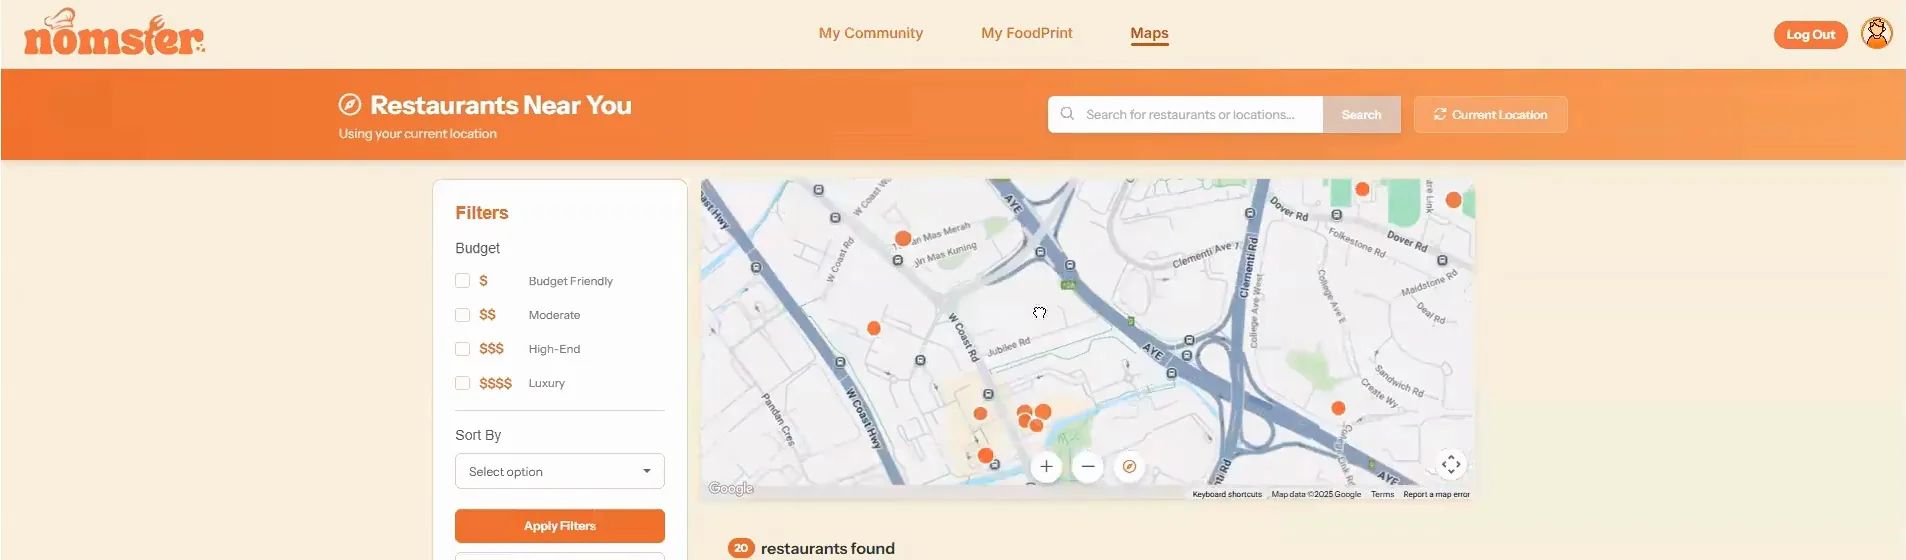 nomster.
My Community
My FoodPrint
Maps
Log Out
Restaurants Near You
Using your current location
Search for restaurants or locations...
Search
Current Location
Filters
Budget
$ Budget Friendly
$$ Moderate
$$$ High-End
$$$$ Luxury
Sort By
Select option
Apply Filters
W Coast Rd
AYE
Dover Rd
Folkestone Rd
Dover Rd
Maidstone Rd
Deal Rd
Clementi Ave 1
Clementi Rd
College Ave West
College Ave E
Mas Merah
Jln Mas Kuning
W Coast Rd
Jubilee Rd
AYE
W Coast Hwy
Pandan Cres
Sandwich Rd
Create Wy
Google
Keyboard shortcuts
Map data ©2025 Google
Terms
Report a map error
20 restaurants found